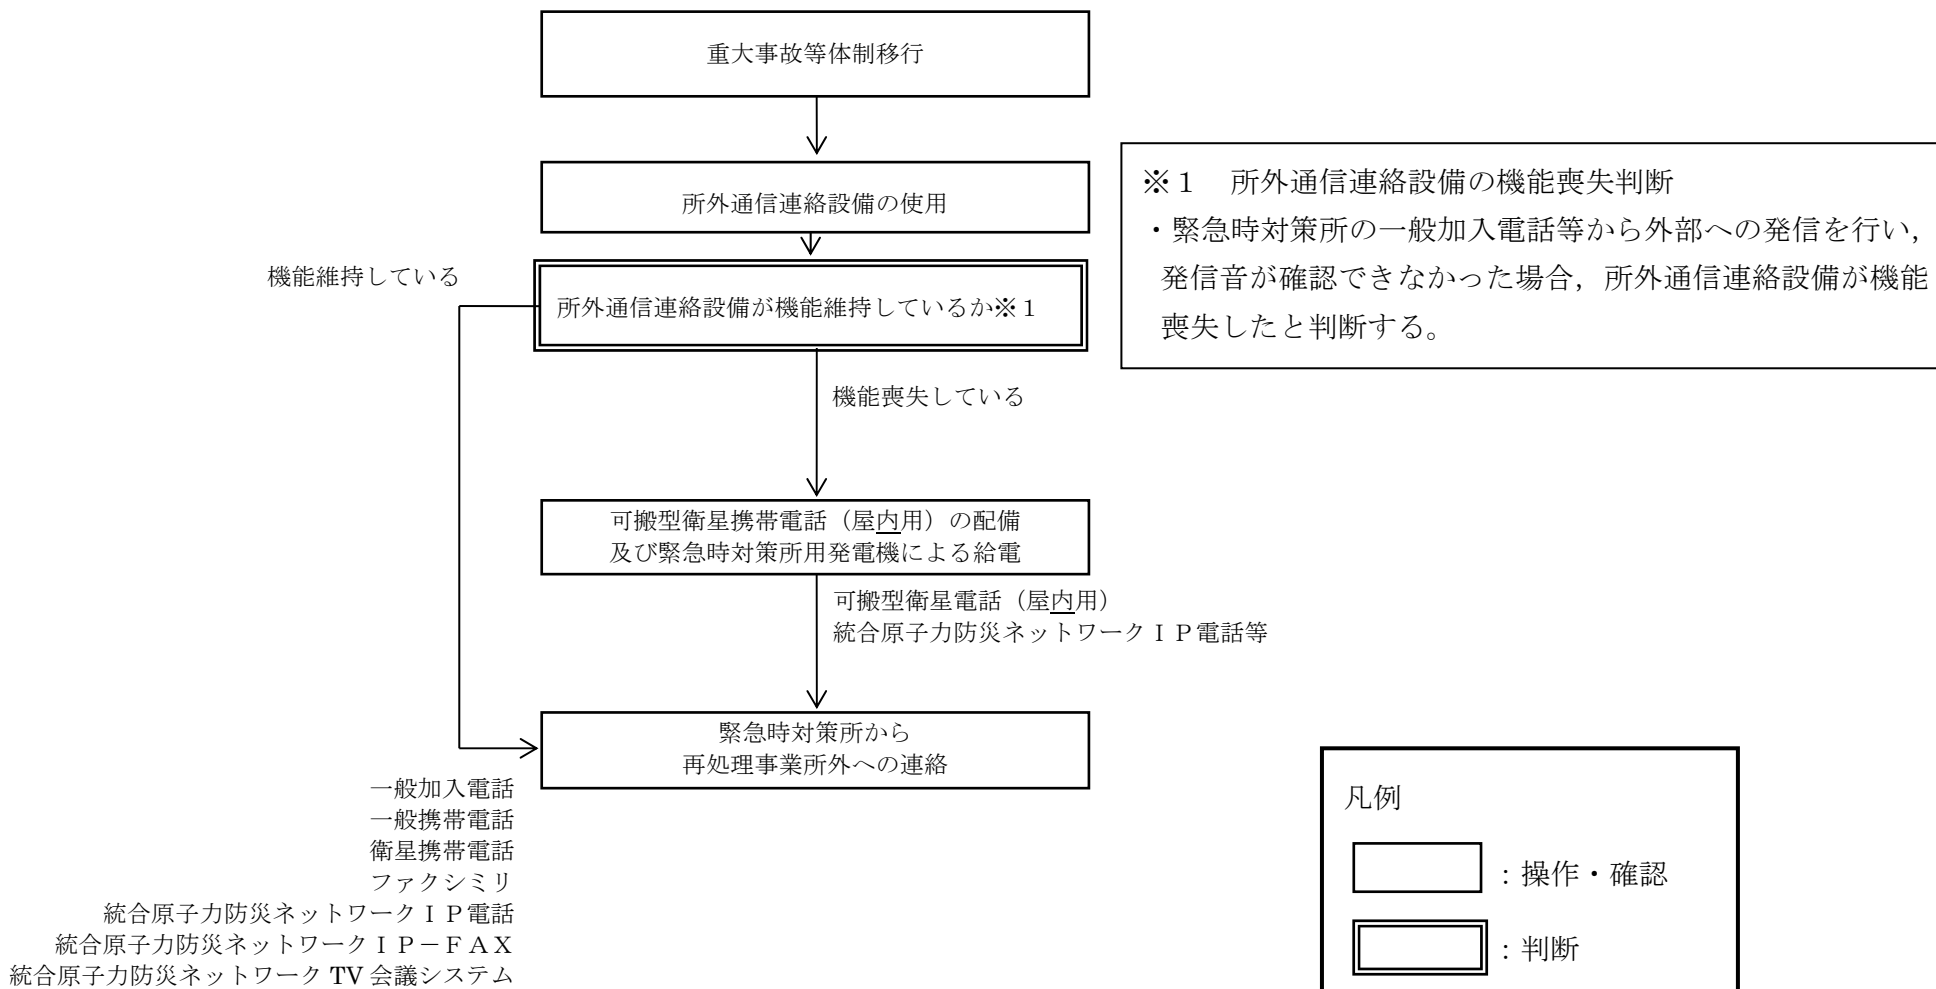 重大事故等体制移行
所外通信連絡設備の使用
※１　所外通信連絡設備の機能喪失判断
・緊急時対策所の一般加入電話等から外部への発信を行い，
発信音が確認できなかった場合，所外通信連絡設備が機能
喪失したと判断する。
機能維持している
所外通信連絡設備が機能維持しているか※１
機能喪失している
可搬型衛星携帯電話（屋内用）の配備
及び緊急時対策所用発電機による給電
可搬型衛星電話（屋内用）
統合原子力防災ネットワークＩＰ電話等
緊急時対策所から
再処理事業所外への連絡
一般加入電話
一般携帯電話
衛星携帯電話
ファクシミリ
統合原子力防災ネットワークＩＰ電話
統合原子力防災ネットワークＩＰ－ＦＡＸ
統合原子力防災ネットワーク TV 会議システム
凡例
：操作・確認
：判断